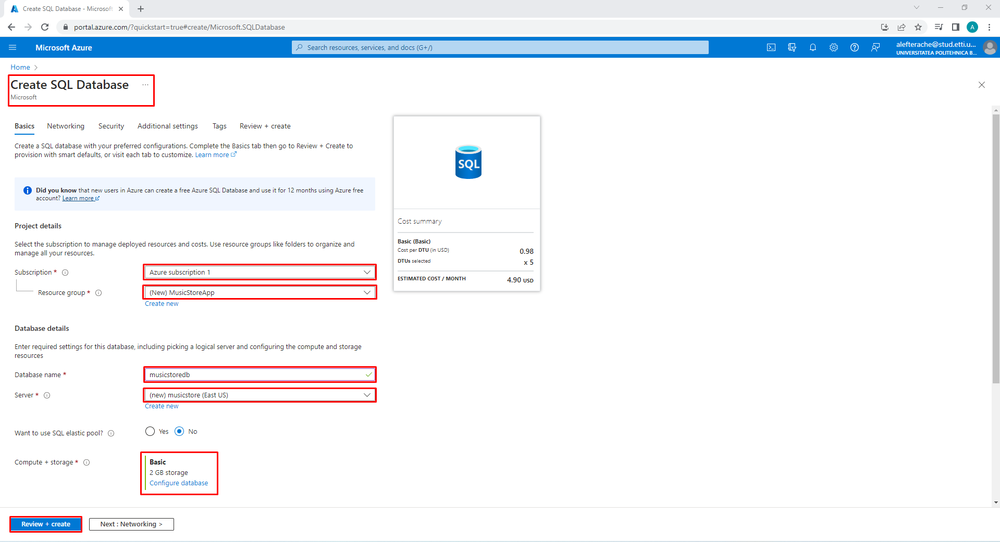 Create SQL Database - Microsoft
portal.azure.com/?quickstart=true#create/Microsoft.SQLDatabase
A
Microsoft Azure
Search resources, services, and docs (G+/)
alefterache@stud.etti.u...
UNIVERSITATEA POLITEHNICA B...
Home >
Create SQL Database ...
Microsoft
Basics Networking Security Additional settings Tags Review + create
Create a SQL database with your preferred configurations. Complete the Basics tab then go to Review + Create to
provision with smart defaults, or visit each tab to customize. Learn more
Did you know that new users in Azure can create a free Azure SQL Database and use it for 12 months using Azure free
account? Learn more
Project details
Select the subscription to manage deployed resources and costs. Use resource groups like folders to organize and
manage all your resources.
Subscription *
Azure subscription 1
Resource group *
(New) MusicStoreApp
Create new
Database details
Enter required settings for this database, including picking a logical server and configuring the compute and storage
resources
Database name *
musicstoredb
Server *
(new) musicstore (East US)
Create new
Want to use SQL elastic pool?
Yes No
Compute + storage *
Basic
2 GB storage
Configure database
Review + create
Next : Networking >
SQL
Cost summary
Basic (Basic)
Cost per DTU (in USD) 0.98
DTUs selected x 5
ESTIMATED COST / MONTH 4.90 USD